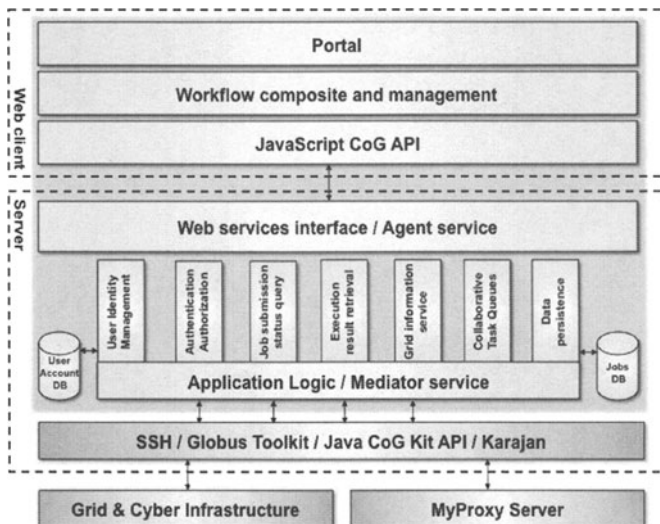 Web client
Portal
Workflow composite and management
JavaScript CoG API
Server
Web services interface / Agent service
User Identity
Management
Authentication
Authorization
Job submission
status query
Execution
result retrieval
Grid information
service
Collaborative
Task Queues
Data
persistence
User
Account
DB
Application Logic / Mediator service
Jobs
DB
SSH / Globus Toolkit / Java CoG Kit API / Karajan
Grid & Cyber Infrastructure
MyProxy Server